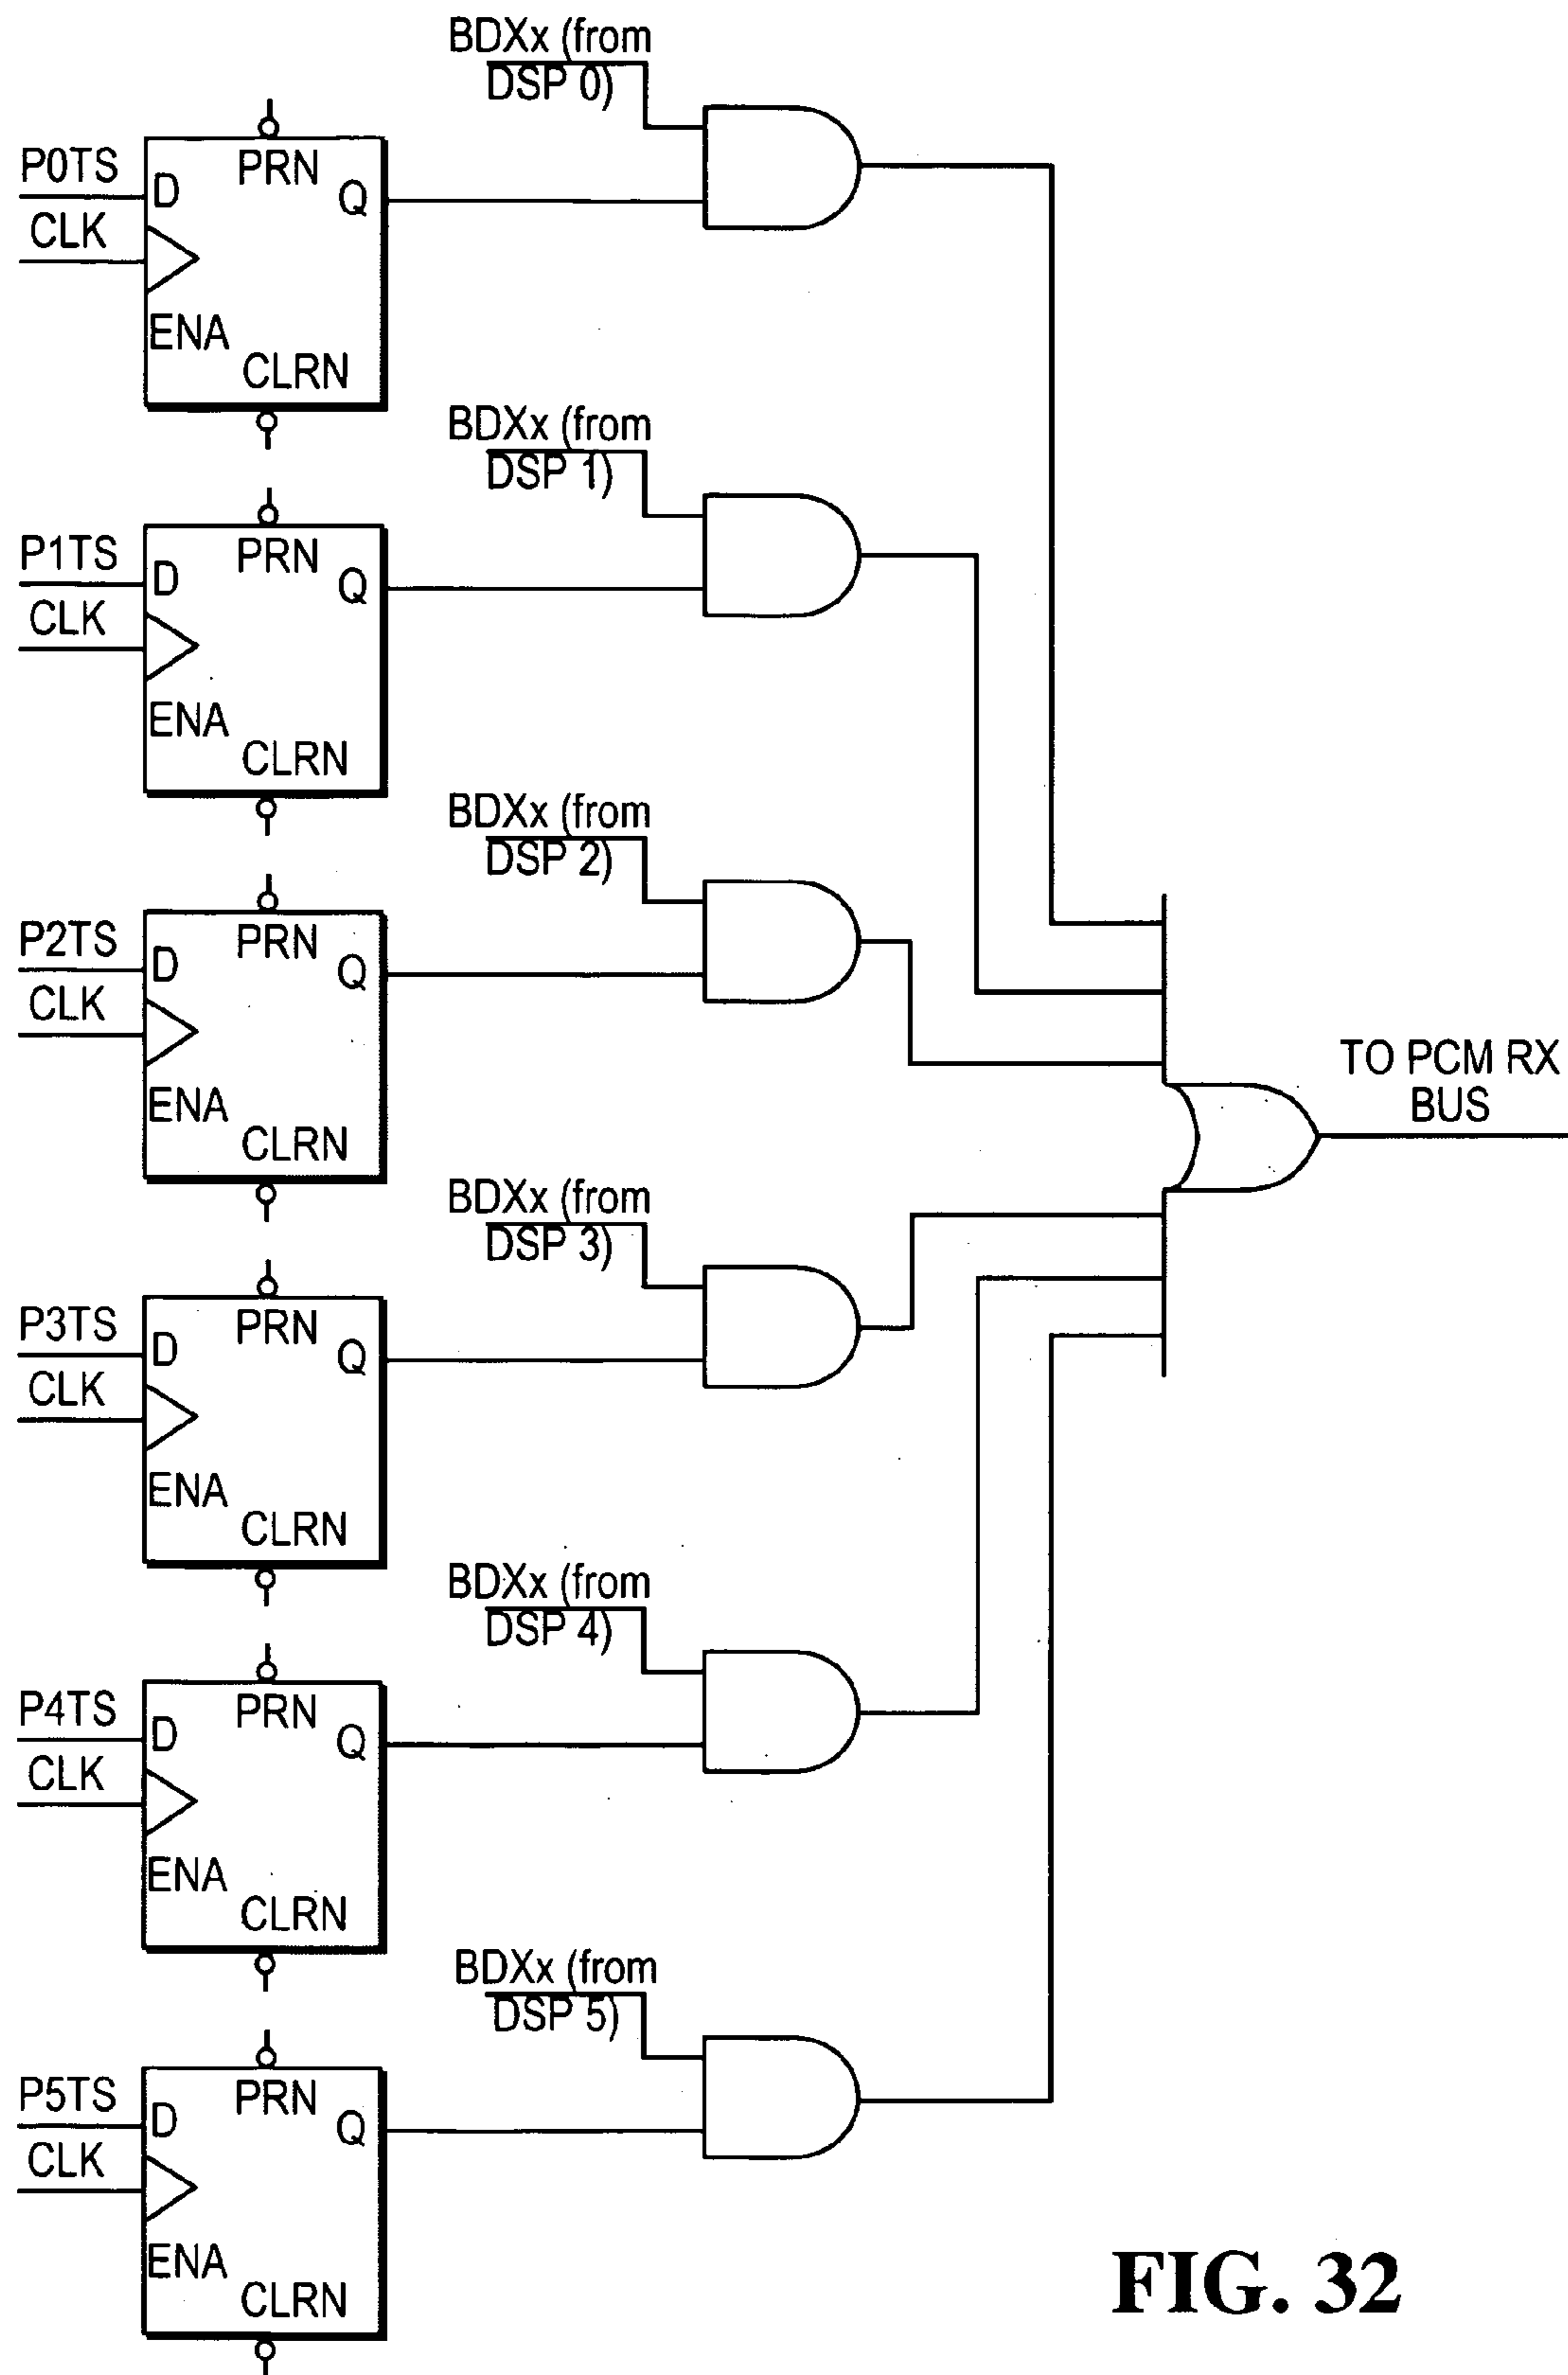 BDXx (from
DSP 0)
P0TS
D
PRN
Q
CLK
ENA
CLRN
BDXx (from
DSP 1)
P1TS
D
PRN
Q
CLK
ENA
CLRN
BDXx (from
DSP 2)
P2TS
D
PRN
Q
CLK
ENA
CLRN
TO PCM RX
BUS
BDXx (from
DSP 3)
P3TS
D
PRN
Q
CLK
ENA
CLRN
BDXx (from
DSP 4)
P4TS
D
PRN
Q
CLK
ENA
CLRN
BDXx (from
DSP 5)
P5TS
D
PRN
Q
CLK
ENA
CLRN
FIG. 32